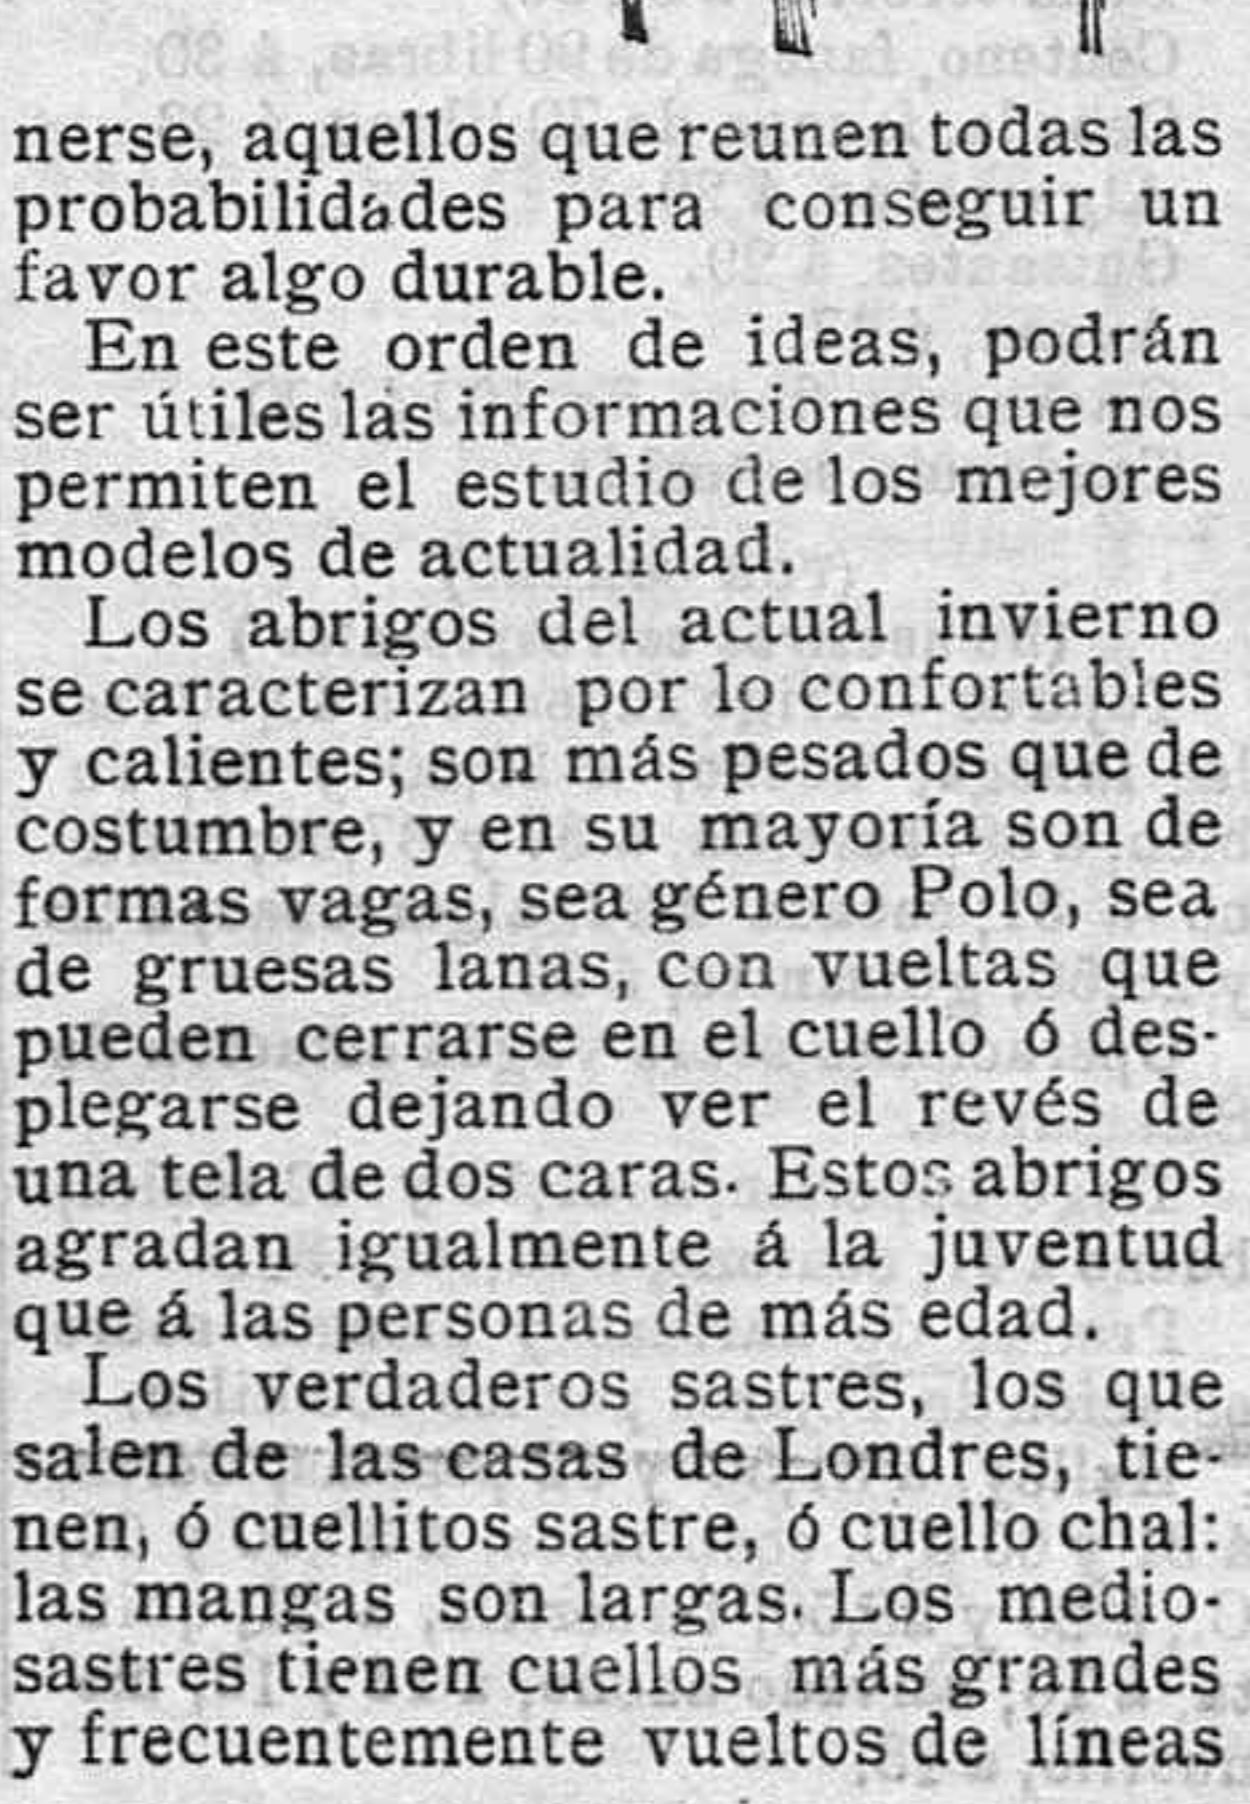 nerse, aquellos que reunen todas las
probabilidades para conseguir un
favor algo durable.
En este orden de ideas, podrán
ser útiles las informaciones que nos
permiten el estudio de los mejores
modelos de actualidad.
Los abrigos del actual invierno
se caracterizan por lo confortables
y calientes; son más pesados que de
costumbre, y en su mayoría son de
formas vagas, sea género Polo, sea
de gruesas lanas, con vueltas que
pueden cerrarse en el cuello ó des-
plegarse dejando ver el revés de
una tela de dos caras. Estos abrigos
agradan igualmente á la juventud
que á las personas de más edad.
Los verdaderos sastres, los que
salen de las casas de Londres, tie-
nen, ó cuellitos sastre, ó cuello chal:
las mangas son largas. Los medio-
sastres tienen cuellos más grandes
y frecuentemente vueltos de líneas